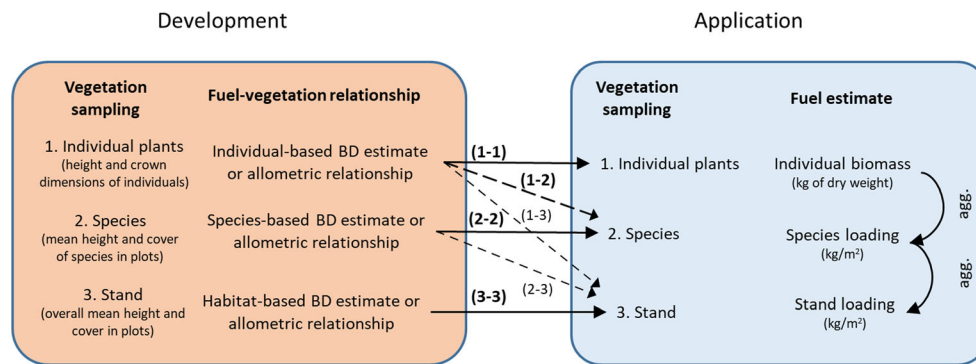 Development
Application
Vegetation
sampling
Fuel-vegetation relationship
1. Individual plants
(height and crown
dimensions of individuals)
Individual-based BD estimate
or allometric relationship
2. Species
(mean height and cover
of species in plots)
Species-based BD estimate or
allometric relationship
3. Stand
(overall mean height and
cover in plots)
Habitat-based BD estimate or
allometric relationship
(1-1)
(1-2)
(1-3)
(2-2)
(2-3)
(3-3)
Vegetation
sampling
Fuel estimate
1. Individual plants
Individual biomass
(kg of dry weight)
agg.
2. Species
Species loading
(kg/m²)
agg.
3. Stand
Stand loading
(kg/m²)